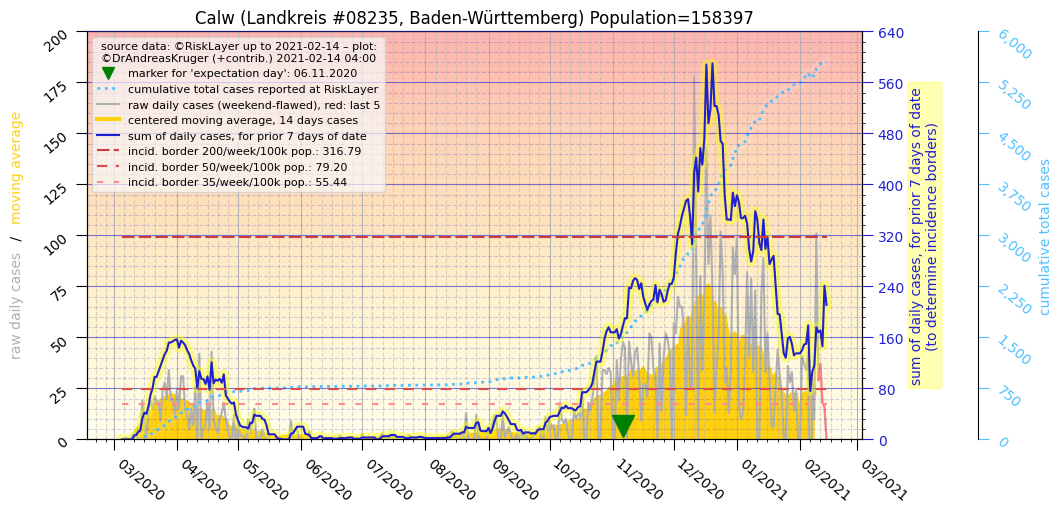 Calw (Landkreis #08235, Baden-Württemberg) Population=158397
source data: ©RiskLayer up to 2021-02-14 – plot:
©DrAndreasKruger (+contrib.) 2021-02-14 04:00
marker for 'expectation day': 06.11.2020
cumulative total cases reported at RiskLayer
raw daily cases (weekend-flawed), red: last 5
centered moving average, 14 days cases
sum of daily cases, for prior 7 days of date
incid. border 200/week/100k pop.: 316.79
incid. border 50/week/100k pop.: 79.20
incid. border 35/week/100k pop.: 55.44
raw daily cases / moving average
200
175
150
125
100
75
50
25
0
03/2020
04/2020
05/2020
06/2020
07/2020
08/2020
09/2020
10/2020
11/2020
12/2020
01/2021
02/2021
03/2021
640
560
480
400
320
240
160
80
0
sum of daily cases, for prior 7 days of date
(to determine incidence borders)
6,000
5,250
4,500
3,750
3,000
2,250
1,500
750
0
cumulative total cases